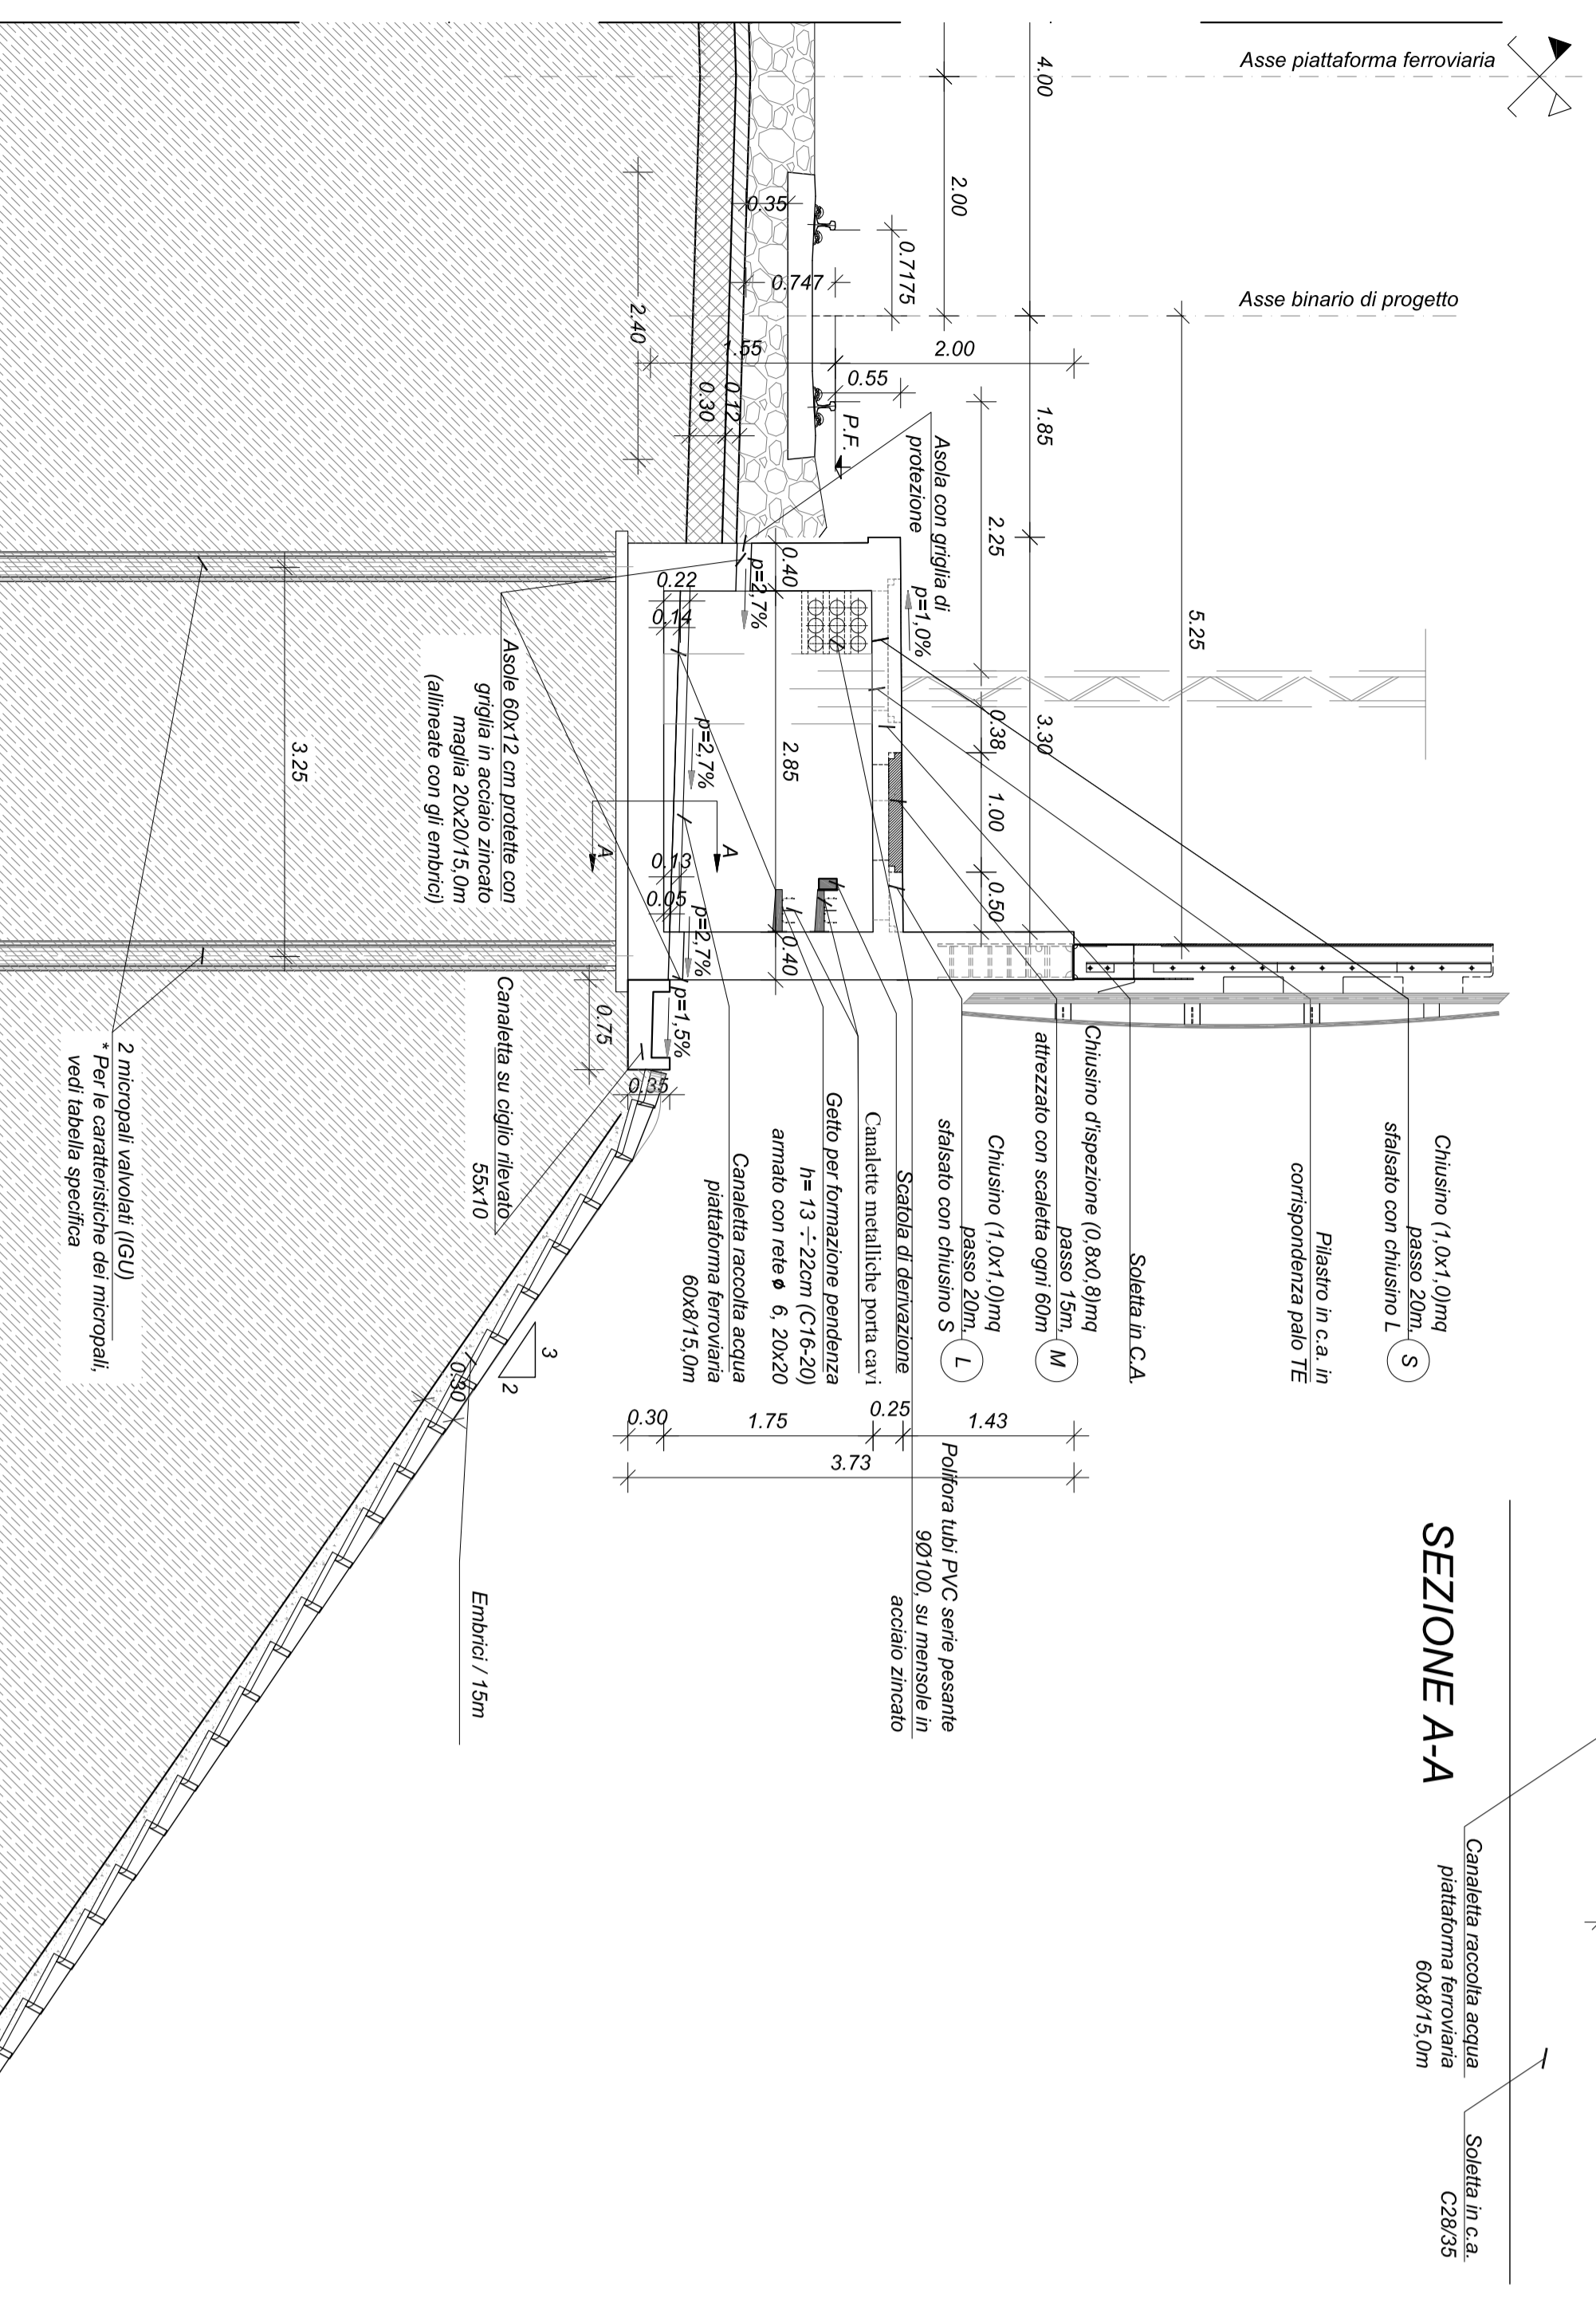 Asse piattaforma ferroviaria
Asse binario di progetto
4.00
2.00
0.7175
0.35
0.747
2.40
1.55
2.00
0.55
0.30
0.12
P.F.
1.85
2.25
5.25
3.30
0.38
1.00
0.50
Asola con griglia di
protezione
p=1,0%
0.40
p=2,7%
0.22
0.14
p=2,7%
2.85
A
A
0.13
0.05
p=2,7%
0.40
p=1,5%
0.75
0.35
3.25
Asole 60x12 cm protette con
griglia in acciaio zincato
maglia 20x20/15,0m
(allineate con gli embrici)
Canaletta su ciglio rilevato
55x10
2 micropali valvolati (IGU)
* Per le caratteristiche dei micropali,
vedi tabella specifica
Chiusino (1,0x1,0)mq
passo 20m,
sfalsato con chiusino L
S
Pilastro in c.a. in
corrispondenza palo TE
Soletta in C.A.
Chiusino d'ispezione (0,8x0,8)mq
passo 15m,
attrezzato con scaletta ogni 60m
M
Chiusino (1,0x1,0)mq
passo 20m,
sfalsato con chiusino S
L
Scatola di derivazione
Canalette metalliche porta cavi
Getto per formazione pendenza
h= 13 ÷22cm (C16-20)
armato con rete ø 6, 20x20
Canaletta raccolta acqua
piattaforma ferroviaria
60x8/15,0m
3
2
0.30
0.30
1.75
0.25
1.43
3.73
Polifora tubi PVC serie pesante
9Ø100, su mensole in
acciaio zincato
Embrici / 15m
SEZIONE A-A
Canaletta raccolta acqua
piattaforma ferroviaria
60x8/15,0m
Soletta in c.a.
C28/35